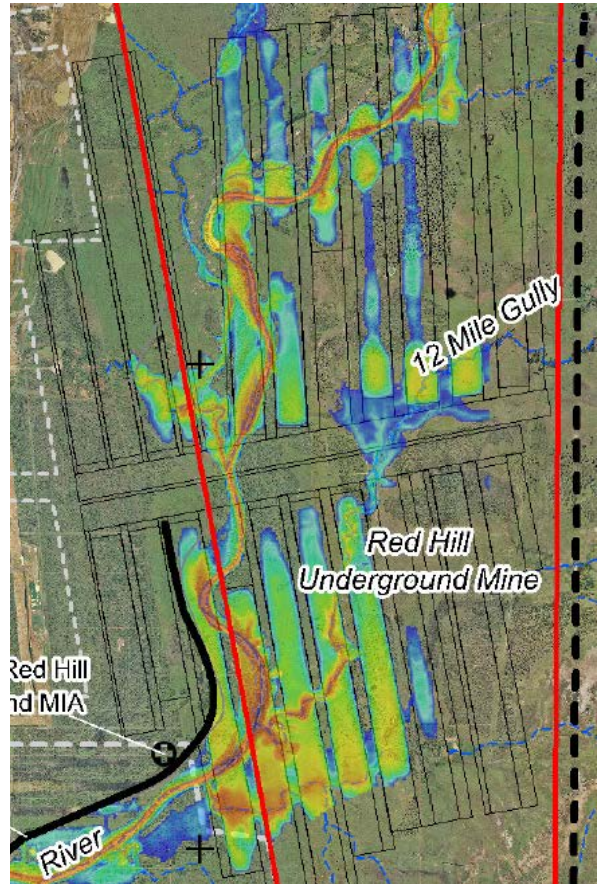 12 Mile Gully
Red Hill
Underground Mine
Red Hill
nd MIA
River